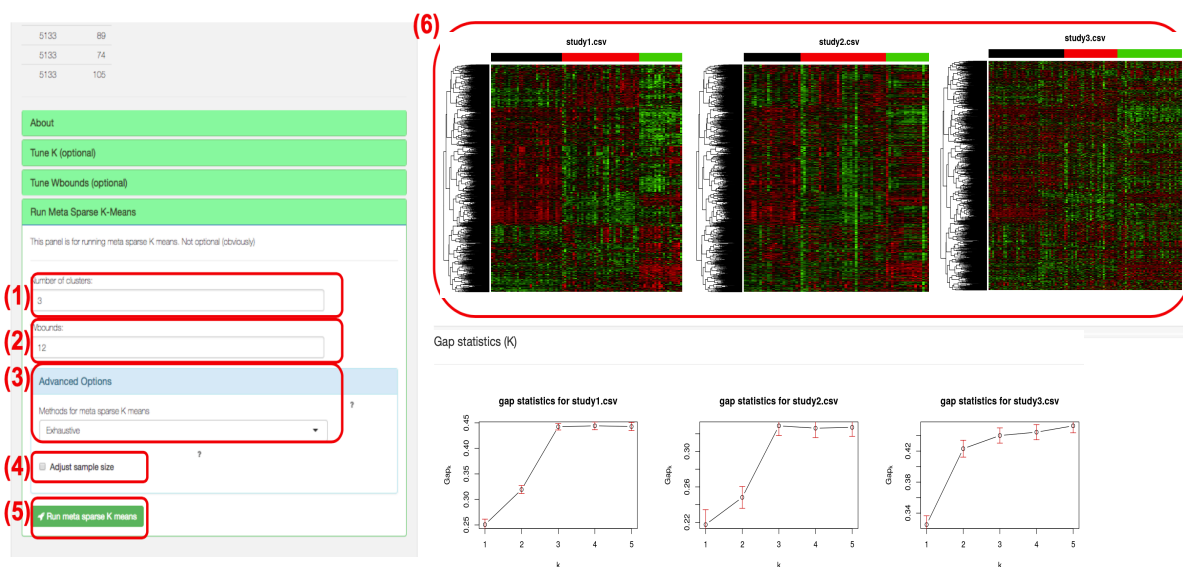 5133 89
5133 74
5133 105
About
Tune K (optional)
Tune Wbounds (optional)
Run Meta Sparse K-Means
This panel is for running meta sparse K means. Not optional (obviously)
(1)
Number of clusters:
3
(2)
Wbounds:
12
(3)
Advanced Options
?
Methods for meta sparse K means
Exhaustive
?
(4)
Adjust sample size
(5)
Run meta sparse K means
(6)
study1.csv
study2.csv
study3.csv
Gap statistics (K)
gap statistics for study1.csv
Gapₖ
0.45
0.40
0.35
0.30
0.25
1 2 3 4 5
k
gap statistics for study2.csv
Gapₖ
0.30
0.26
0.22
1 2 3 4 5
k
gap statistics for study3.csv
Gapₖ
0.42
0.38
0.34
1 2 3 4 5
k